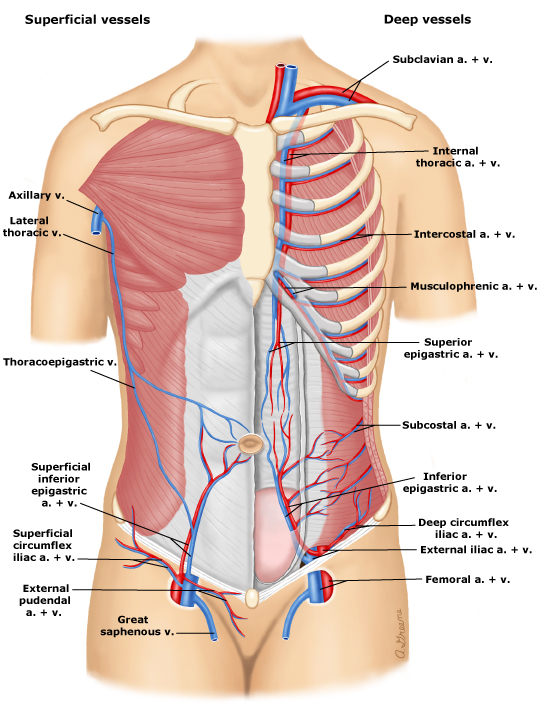 Superficial vessels
Deep vessels
Subclavian a. + v.
Internal
thoracic a. + v.
Axillary v.
Lateral
thoracic v.
Intercostal a. + v.
Musculophrenic a. + v.
Superior
epigastric a. + v.
Thoracoepigastric v.
Subcostal a. + v.
Superficial
inferior
epigastric
a. + v.
Inferior
epigastric a. + v.
Superficial
circumflex
iliac a. + v.
Deep circumflex
iliac a. + v.
External iliac a. + v.
External
pudendal
a. + v.
Femoral a. + v.
Great
saphenous v.
A. Greene